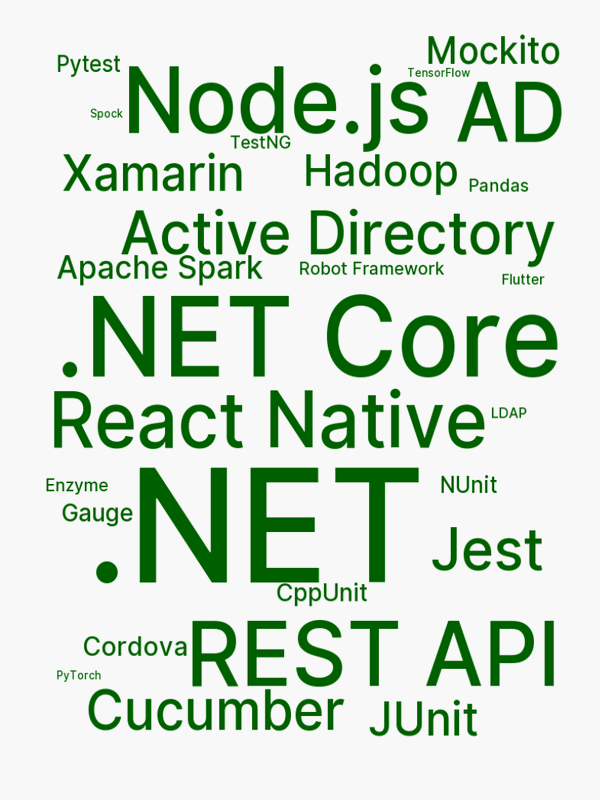 Mockito
Pytest
Node.js
TensorFlow
AD
Spock
TestNG
Xamarin
Hadoop
Pandas
Active Directory
Apache Spark
Robot Framework
Flutter
.NET Core
React Native
LDAP
.NET
Enzyme
NUnit
Gauge
Jest
CppUnit
REST API
Cordova
PyTorch
Cucumber
JUnit